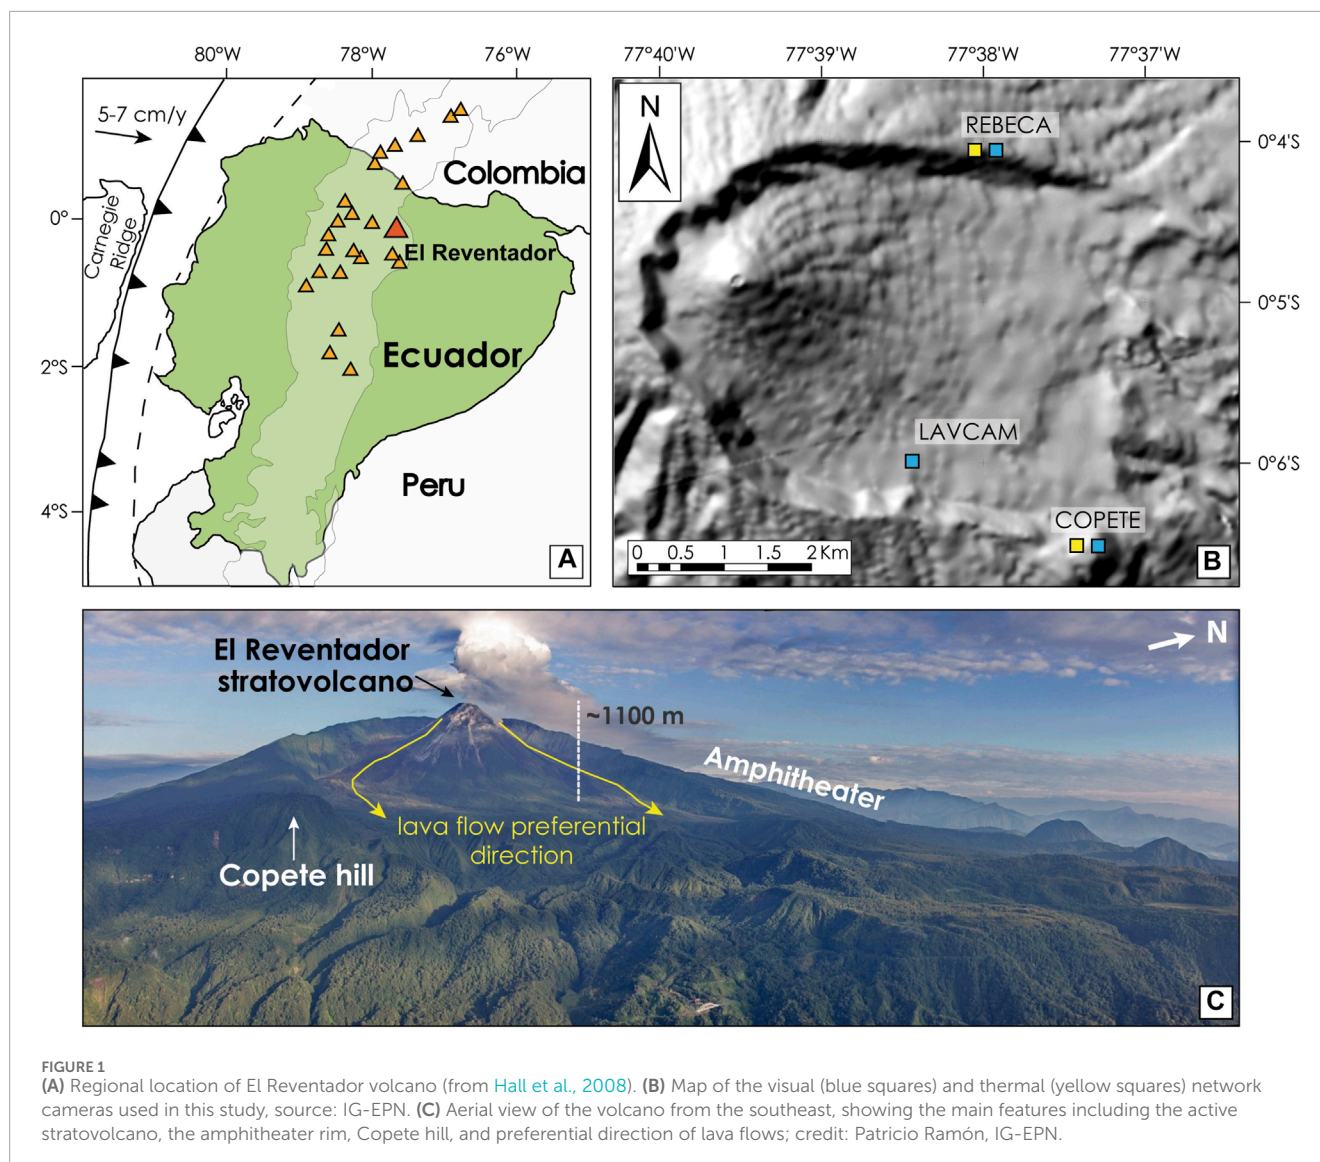 80°W 78°W 76°W
5-7 cm/y
Carnegie
Ridge
0°
2°S
4°S
Colombia
El Reventador
Ecuador
Peru
A
77°40'W 77°39'W 77°38'W 77°37'W
N
REBECA
0°4'S
0°5'S
LAVCAM
0°6'S
COPETE
0 0.5 1 1.5 2 Km
B
El Reventador
stratovolcano
N
~1100 m
Amphitheater
lava flow preferential
direction
Copete hill
C
FIGURE 1
(A) Regional location of El Reventador volcano (from Hall et al., 2008). (B) Map of the visual (blue squares) and thermal (yellow squares) network
cameras used in this study, source: IG-EPN. (C) Aerial view of the volcano from the southeast, showing the main features including the active
stratovolcano, the amphitheater rim, Copete hill, and preferential direction of lava flows; credit: Patricio Ramón, IG-EPN.